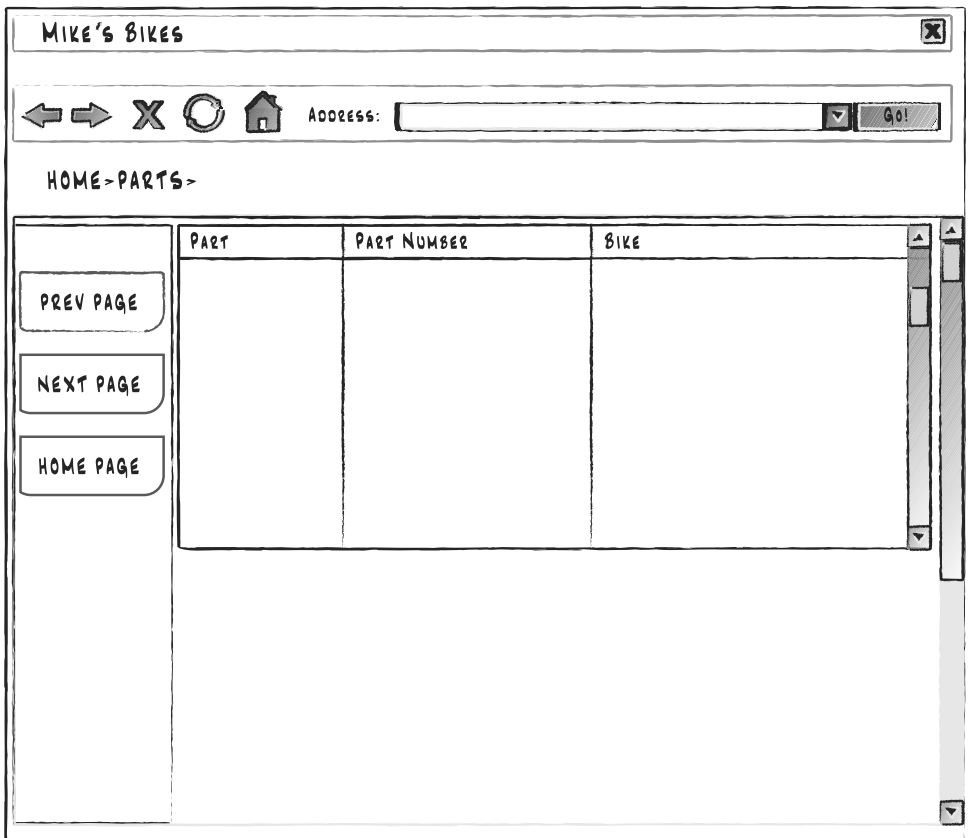 Mike's Bikes
Address: Go!
HOME>PARTS>
Part Part Number Bike
PREV PAGE
NEXT PAGE
HOME PAGE